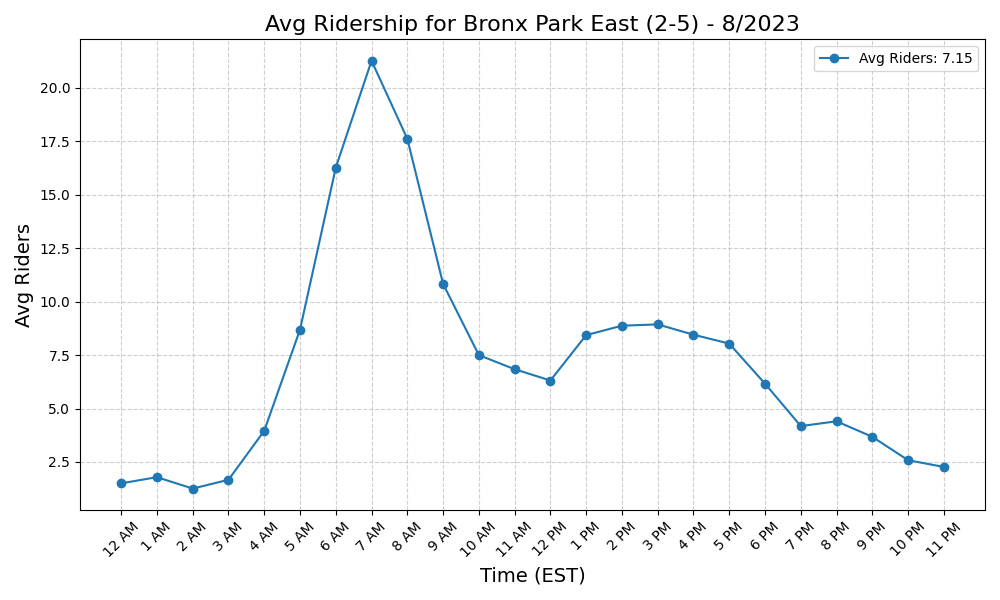 Avg Ridership for Bronx Park East (2-5) - 8/2023
Avg Riders: 7.15
Avg Riders
20.0
17.5
15.0
12.5
10.0
7.5
5.0
2.5
12 AM
1 AM
2 AM
3 AM
4 AM
5 AM
6 AM
7 AM
8 AM
9 AM
10 AM
11 AM
12 PM
1 PM
2 PM
3 PM
4 PM
5 PM
6 PM
7 PM
8 PM
9 PM
10 PM
11 PM
Time (EST)